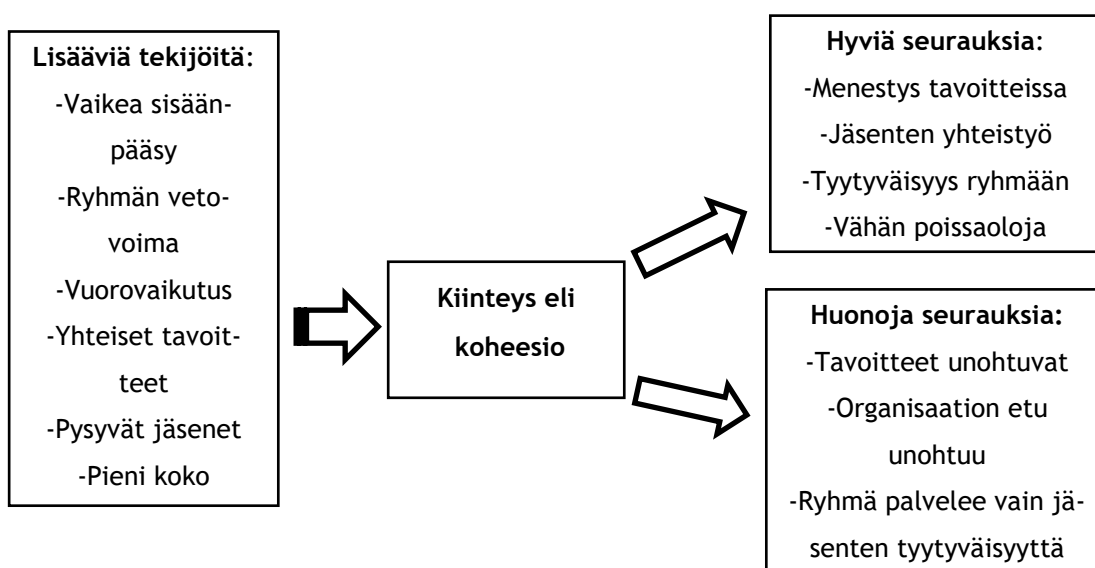 Lisääviä tekijöitä:
-Vaikea sisään-
pääsy
-Ryhmän veto-
voima
-Vuorovaikutus
-Yhteiset tavoit-
teet
-Pysyvät jäsenet
-Pieni koko
Kiinteys eli
koheesio
Hyviä seurauksia:
-Menestys tavoitteissa
-Jäsenten yhteistyö
-Tyytyväisyys ryhmään
-Vähän poissaoloja
Huonoja seurauksia:
-Tavoitteet unohtuvat
-Organisaation etu
unohtuu
-Ryhmä palvelee vain jä-
senten tyytyväisyyttä